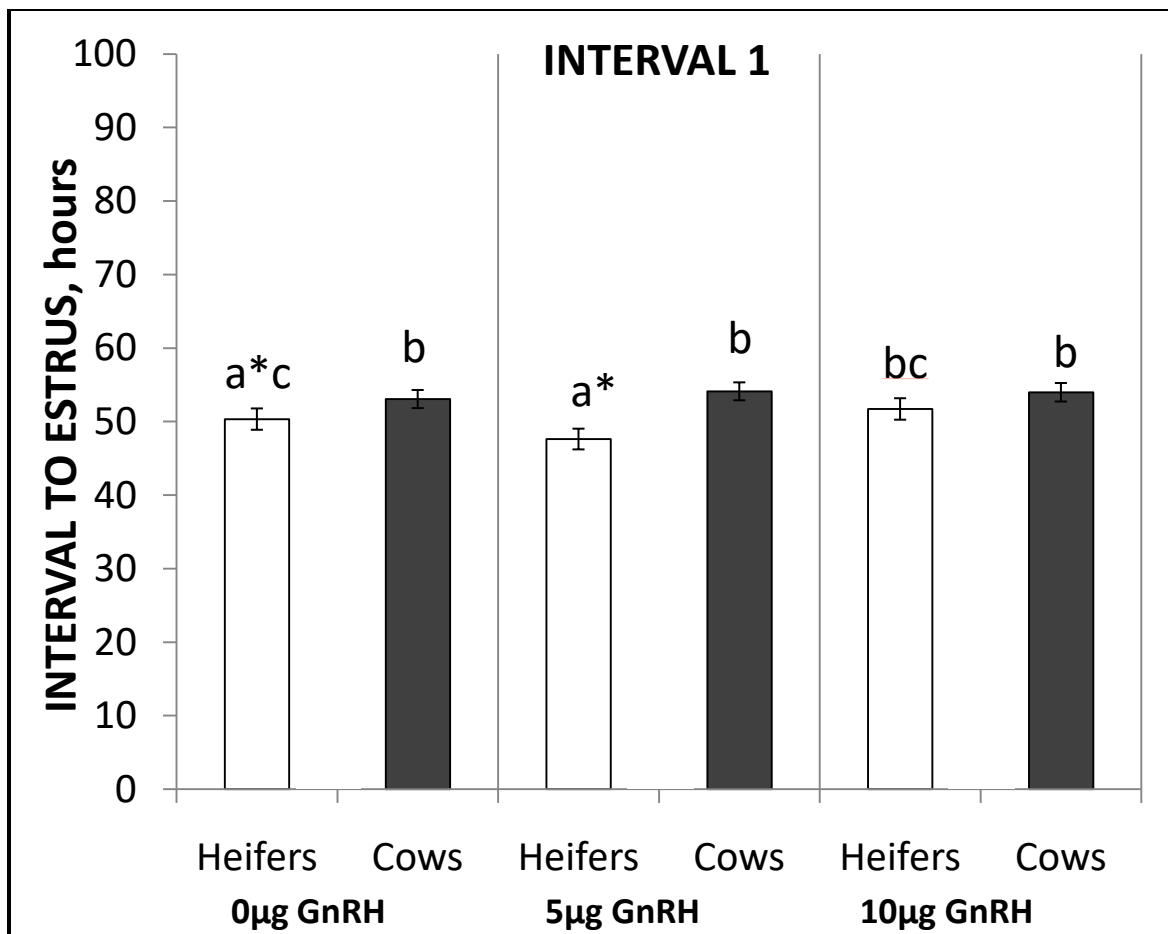 INTERVAL 1
INTERVAL TO ESTRUS, hours
100
90
80
70
60
50
40
30
20
10
0
a*c
b
a*
b
bc
b
Heifers Cows Heifers Cows Heifers Cows
0µg GnRH 5µg GnRH 10µg GnRH